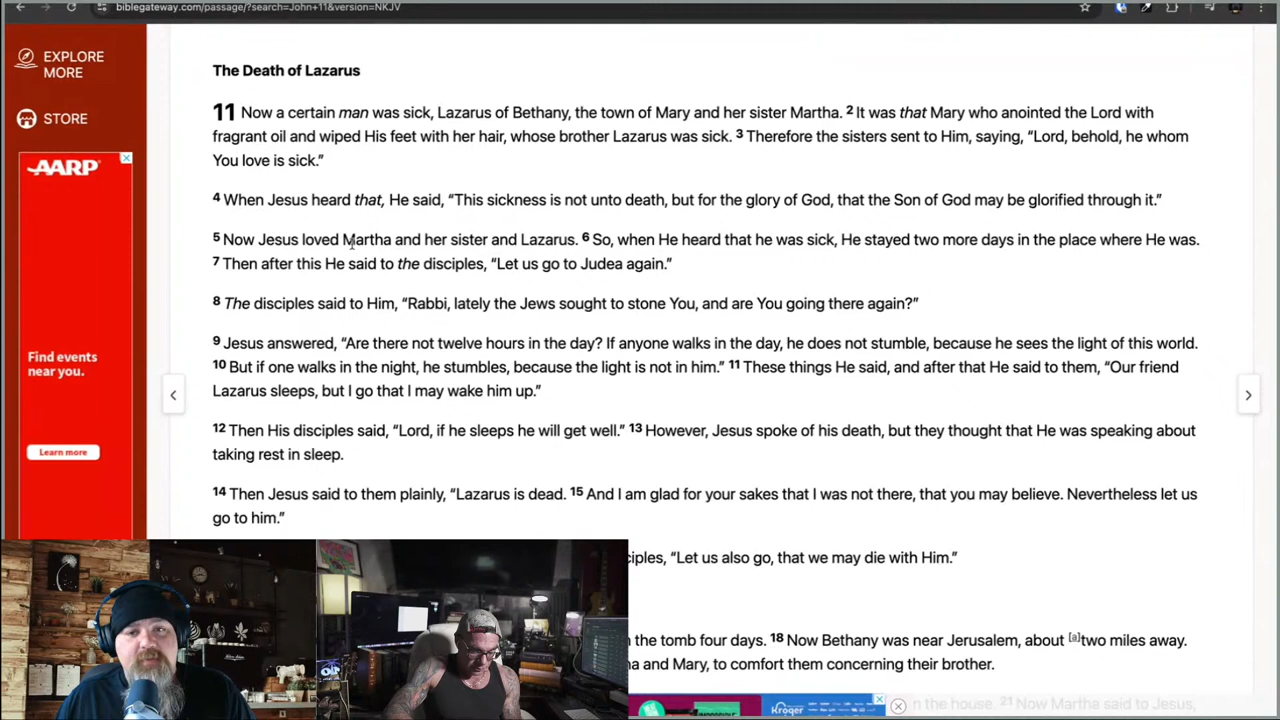 biblegateway.com/passage/?search=John+11&version=NKJV
EXPLORE
MORE
STORE
AARP
Find events
near you.
Learn more
The Death of Lazarus
11 Now a certain man was sick, Lazarus of Bethany, the town of Mary and her sister Martha. 2 It was that Mary who anointed the Lord with
fragrant oil and wiped His feet with her hair, whose brother Lazarus was sick. 3 Therefore the sisters sent to Him, saying, “Lord, behold, he whom
You love is sick.”
4 When Jesus heard that, He said, “This sickness is not unto death, but for the glory of God, that the Son of God may be glorified through it.”
5 Now Jesus loved Martha and her sister and Lazarus. 6 So, when He heard that he was sick, He stayed two more days in the place where He was.
7 Then after this He said to the disciples, “Let us go to Judea again.”
8 The disciples said to Him, “Rabbi, lately the Jews sought to stone You, and are You going there again?”
9 Jesus answered, “Are there not twelve hours in the day? If anyone walks in the day, he does not stumble, because he sees the light of this world.
10 But if one walks in the night, he stumbles, because the light is not in him.” 11 These things He said, and after that He said to them, “Our friend
Lazarus sleeps, but I go that I may wake him up.”
12 Then His disciples said, “Lord, if he sleeps he will get well.” 13 However, Jesus spoke of his death, but they thought that He was speaking about
taking rest in sleep.
14 Then Jesus said to them plainly, “Lazarus is dead. 15 And I am glad for your sakes that I was not there, that you may believe. Nevertheless let us
go to him.”
ciples, “Let us also go, that we may die with Him.”
the tomb four days. 18 Now Bethany was near Jerusalem, about [a]two miles away.
and Mary, to comfort them concerning their brother.
Kroger
in the house. 21 Now Martha said to Jesus,